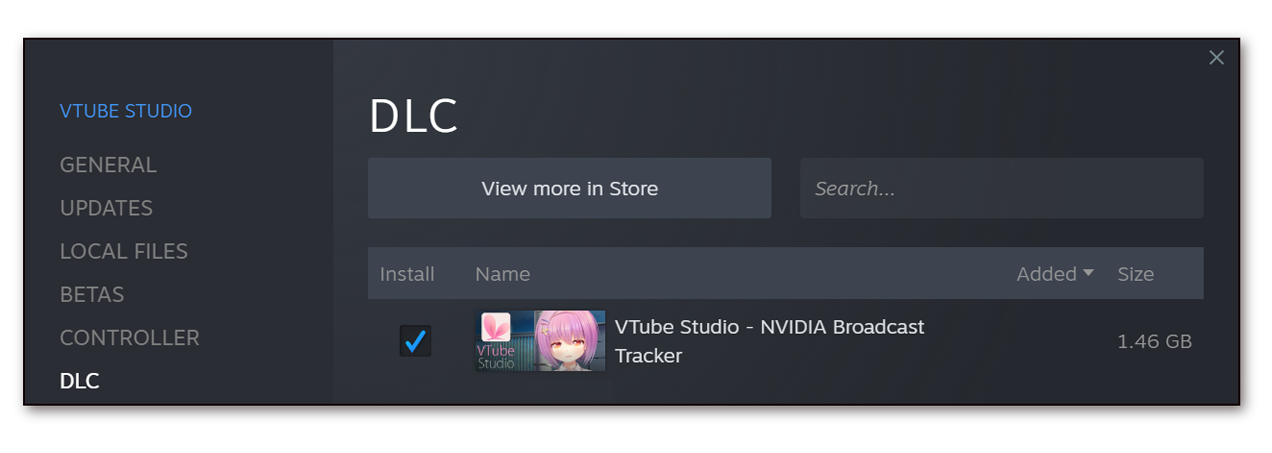 VTUBE STUDIO
GENERAL
UPDATES
LOCAL FILES
BETAS
CONTROLLER
DLC
DLC
View more in Store
Search...
Install Name Added Size
VTube
Studio
VTube Studio - NVIDIA Broadcast
Tracker
1.46 GB